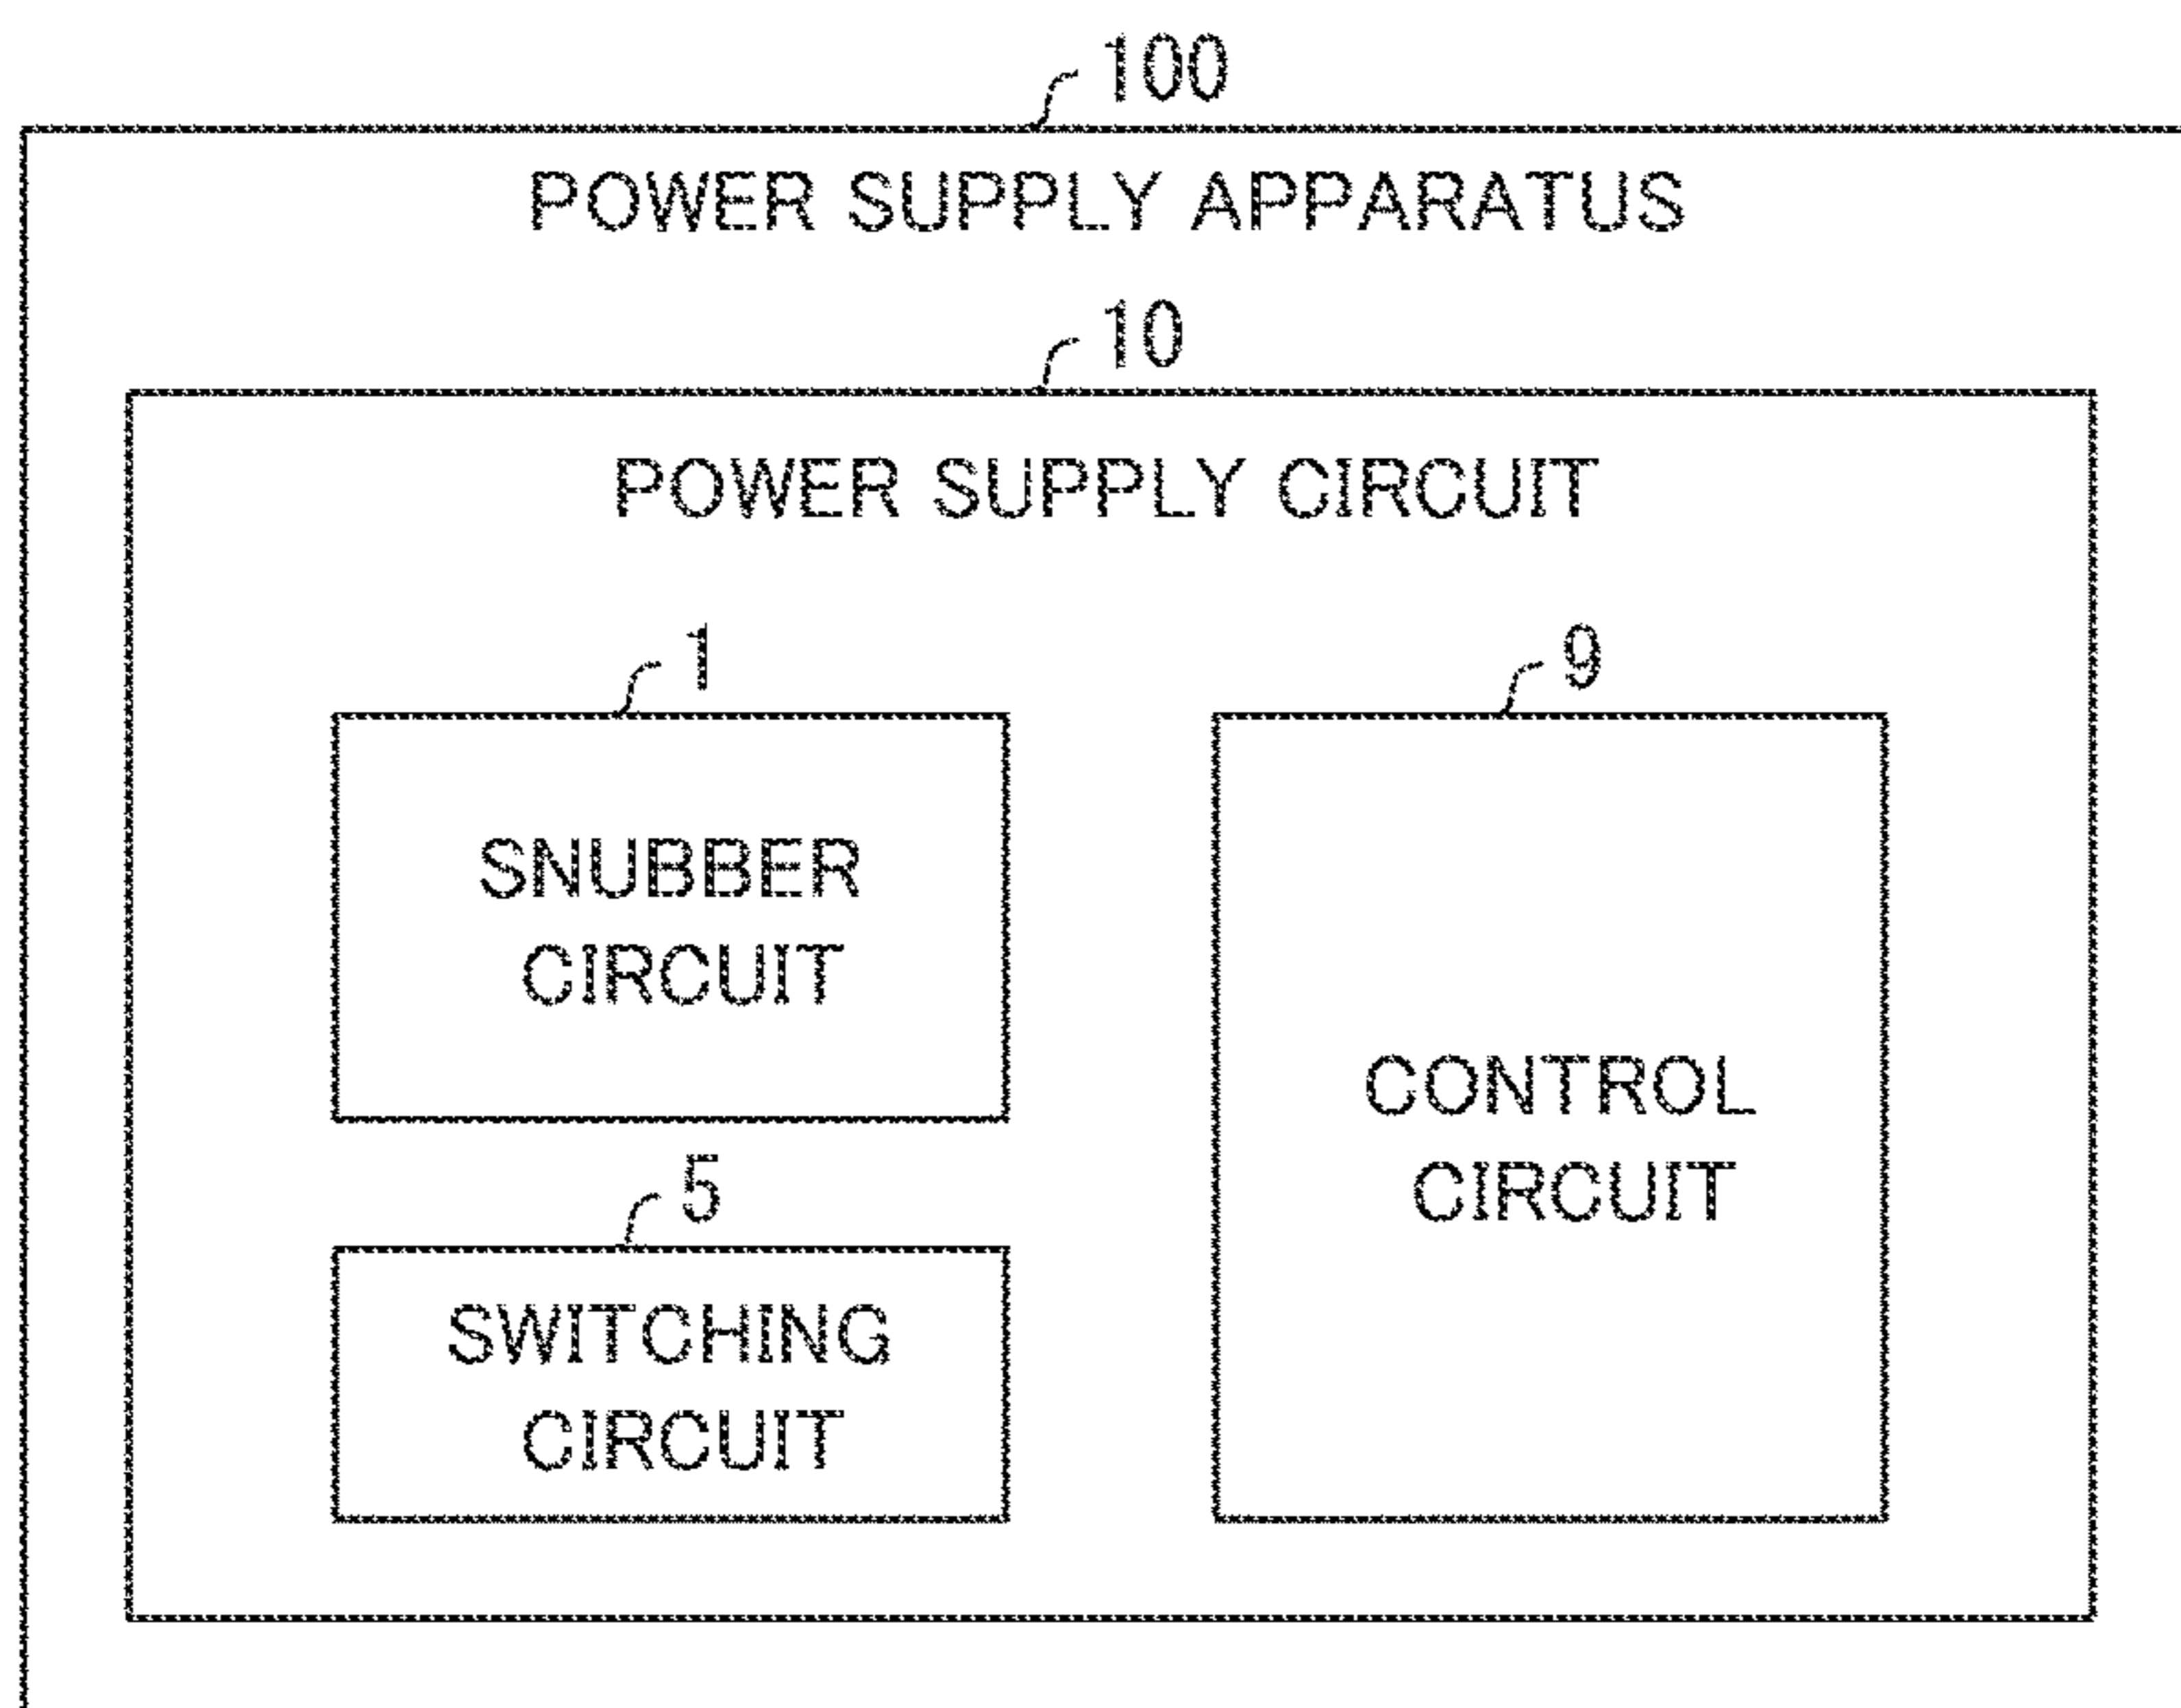 100
POWER SUPPLY APPARATUS
10
POWER SUPPLY CIRCUIT
1
SNUBBER
CIRCUIT
9
CONTROL
CIRCUIT
5
SWITCHING
CIRCUIT